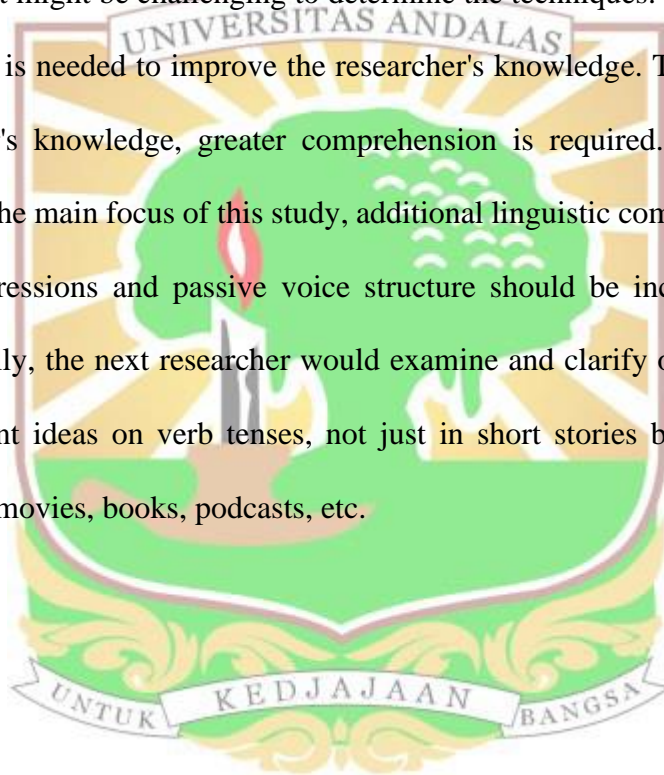 t might be challenging to determine the techniques.
UNIVERSITAS ANDALAS
is needed to improve the researcher's knowledge. T
's knowledge, greater comprehension is required.
he main focus of this study, additional linguistic com
ressions and passive voice structure should be inc
ly, the next researcher would examine and clarify o
nt ideas on verb tenses, not just in short stories b
movies, books, podcasts, etc.
UNTUK KEDJAJAAN BANGSA